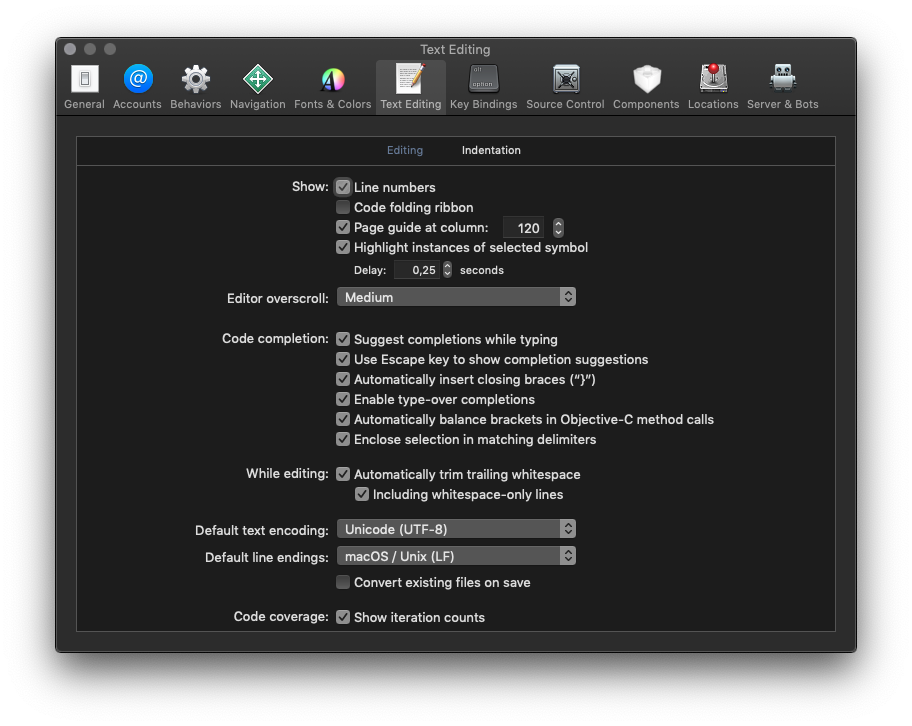 Text Editing
General Accounts Behaviors Navigation Fonts & Colors Text Editing Key Bindings Source Control Components Locations Server & Bots
Editing Indentation
Show: Line numbers
Code folding ribbon
Page guide at column: 120
Highlight instances of selected symbol
Delay: 0,25 seconds
Editor overscroll: Medium
Code completion: Suggest completions while typing
Use Escape key to show completion suggestions
Automatically insert closing braces (“}”)
Enable type-over completions
Automatically balance brackets in Objective-C method calls
Enclose selection in matching delimiters
While editing: Automatically trim trailing whitespace
Including whitespace-only lines
Default text encoding: Unicode (UTF-8)
Default line endings: macOS / Unix (LF)
Convert existing files on save
Code coverage: Show iteration counts